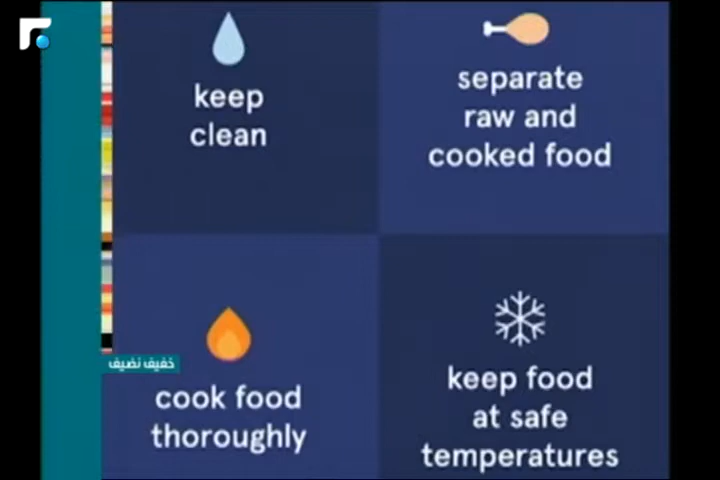 keep
clean
separate
raw and
cooked food
خفيف نضيف
cook food
thoroughly
keep food
at safe
temperatures